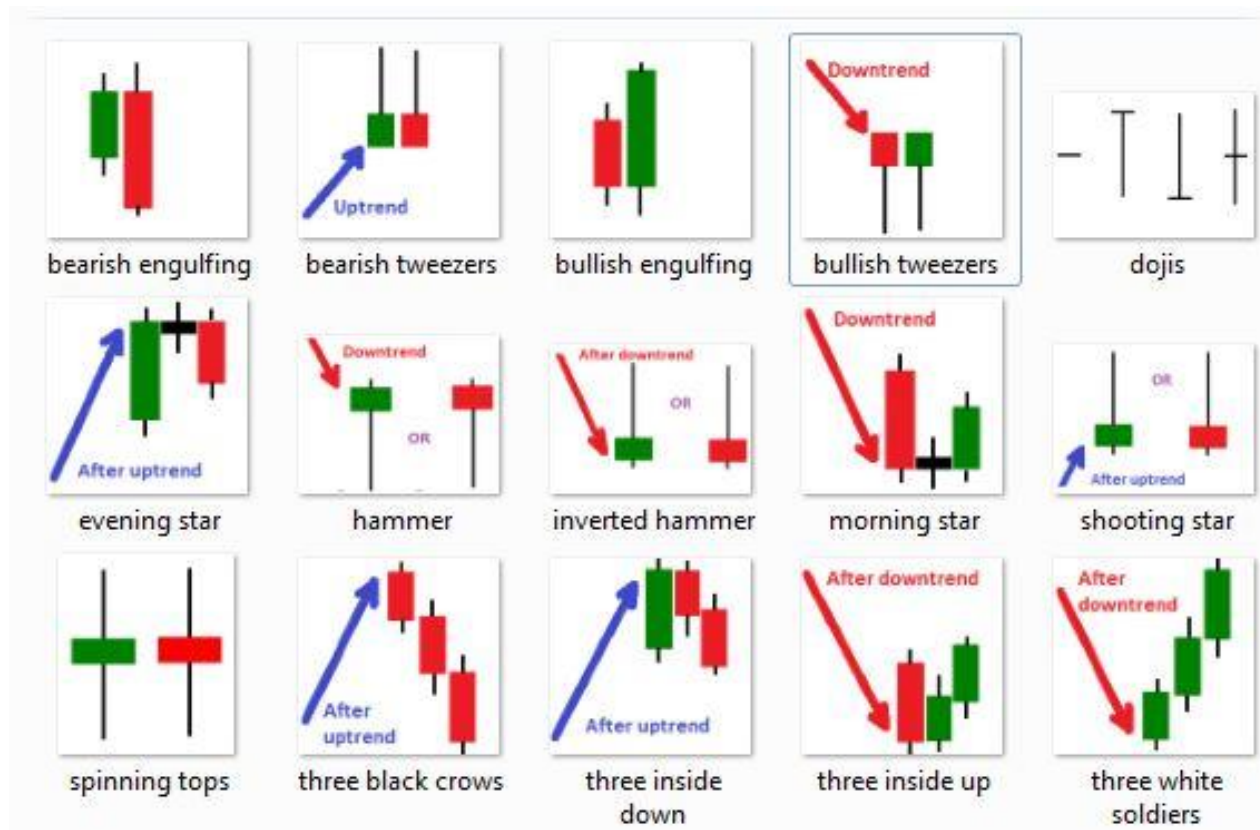 Downtrend
Uptrend
bearish engulfing
bearish tweezers
bullish engulfing
bullish tweezers
dojis
After uptrend
Downtrend
OR
After downtrend
OR
Downtrend
OR
After uptrend
evening star
hammer
inverted hammer
morning star
shooting star
After
uptrend
After uptrend
After downtrend
After
downtrend
spinning tops
three black crows
three inside
down
three inside up
three white
soldiers